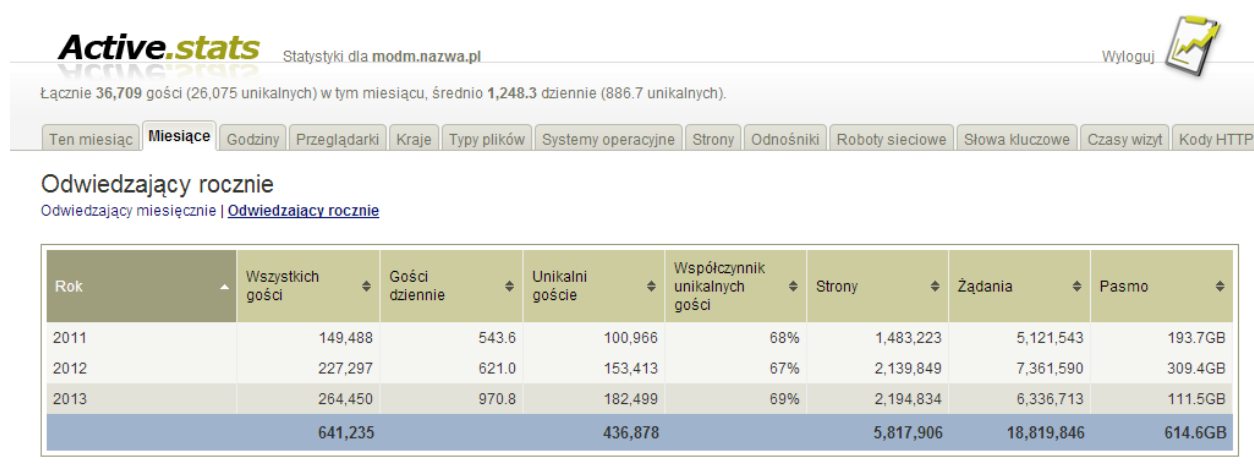 Active.stats Statystyki dla modm.nazwa.pl Wyloguj
Łącznie 36,709 gości (26,075 unikalnych) w tym miesiącu, średnio 1,248.3 dziennie (886.7 unikalnych).
Ten miesiąc Miesiące Godziny Przeglądarki Kraje Typy plików Systemy operacyjne Strony Odnośniki Roboty sieciowe Słowa kluczowe Czasy wizyt Kody HTTP
Odwiedzający rocznie
Odwiedzający miesięcznie | Odwiedzający rocznie
Rok Wszystkich gości Gości dziennie Unikalni goście Współczynnik unikalnych gości Strony Żądania Pasmo
2011 149,488 543.6 100,966 68% 1,483,223 5,121,543 193.7GB
2012 227,297 621.0 153,413 67% 2,139,849 7,361,590 309.4GB
2013 264,450 970.8 182,499 69% 2,194,834 6,336,713 111.5GB
641,235 436,878 5,817,906 18,819,846 614.6GB